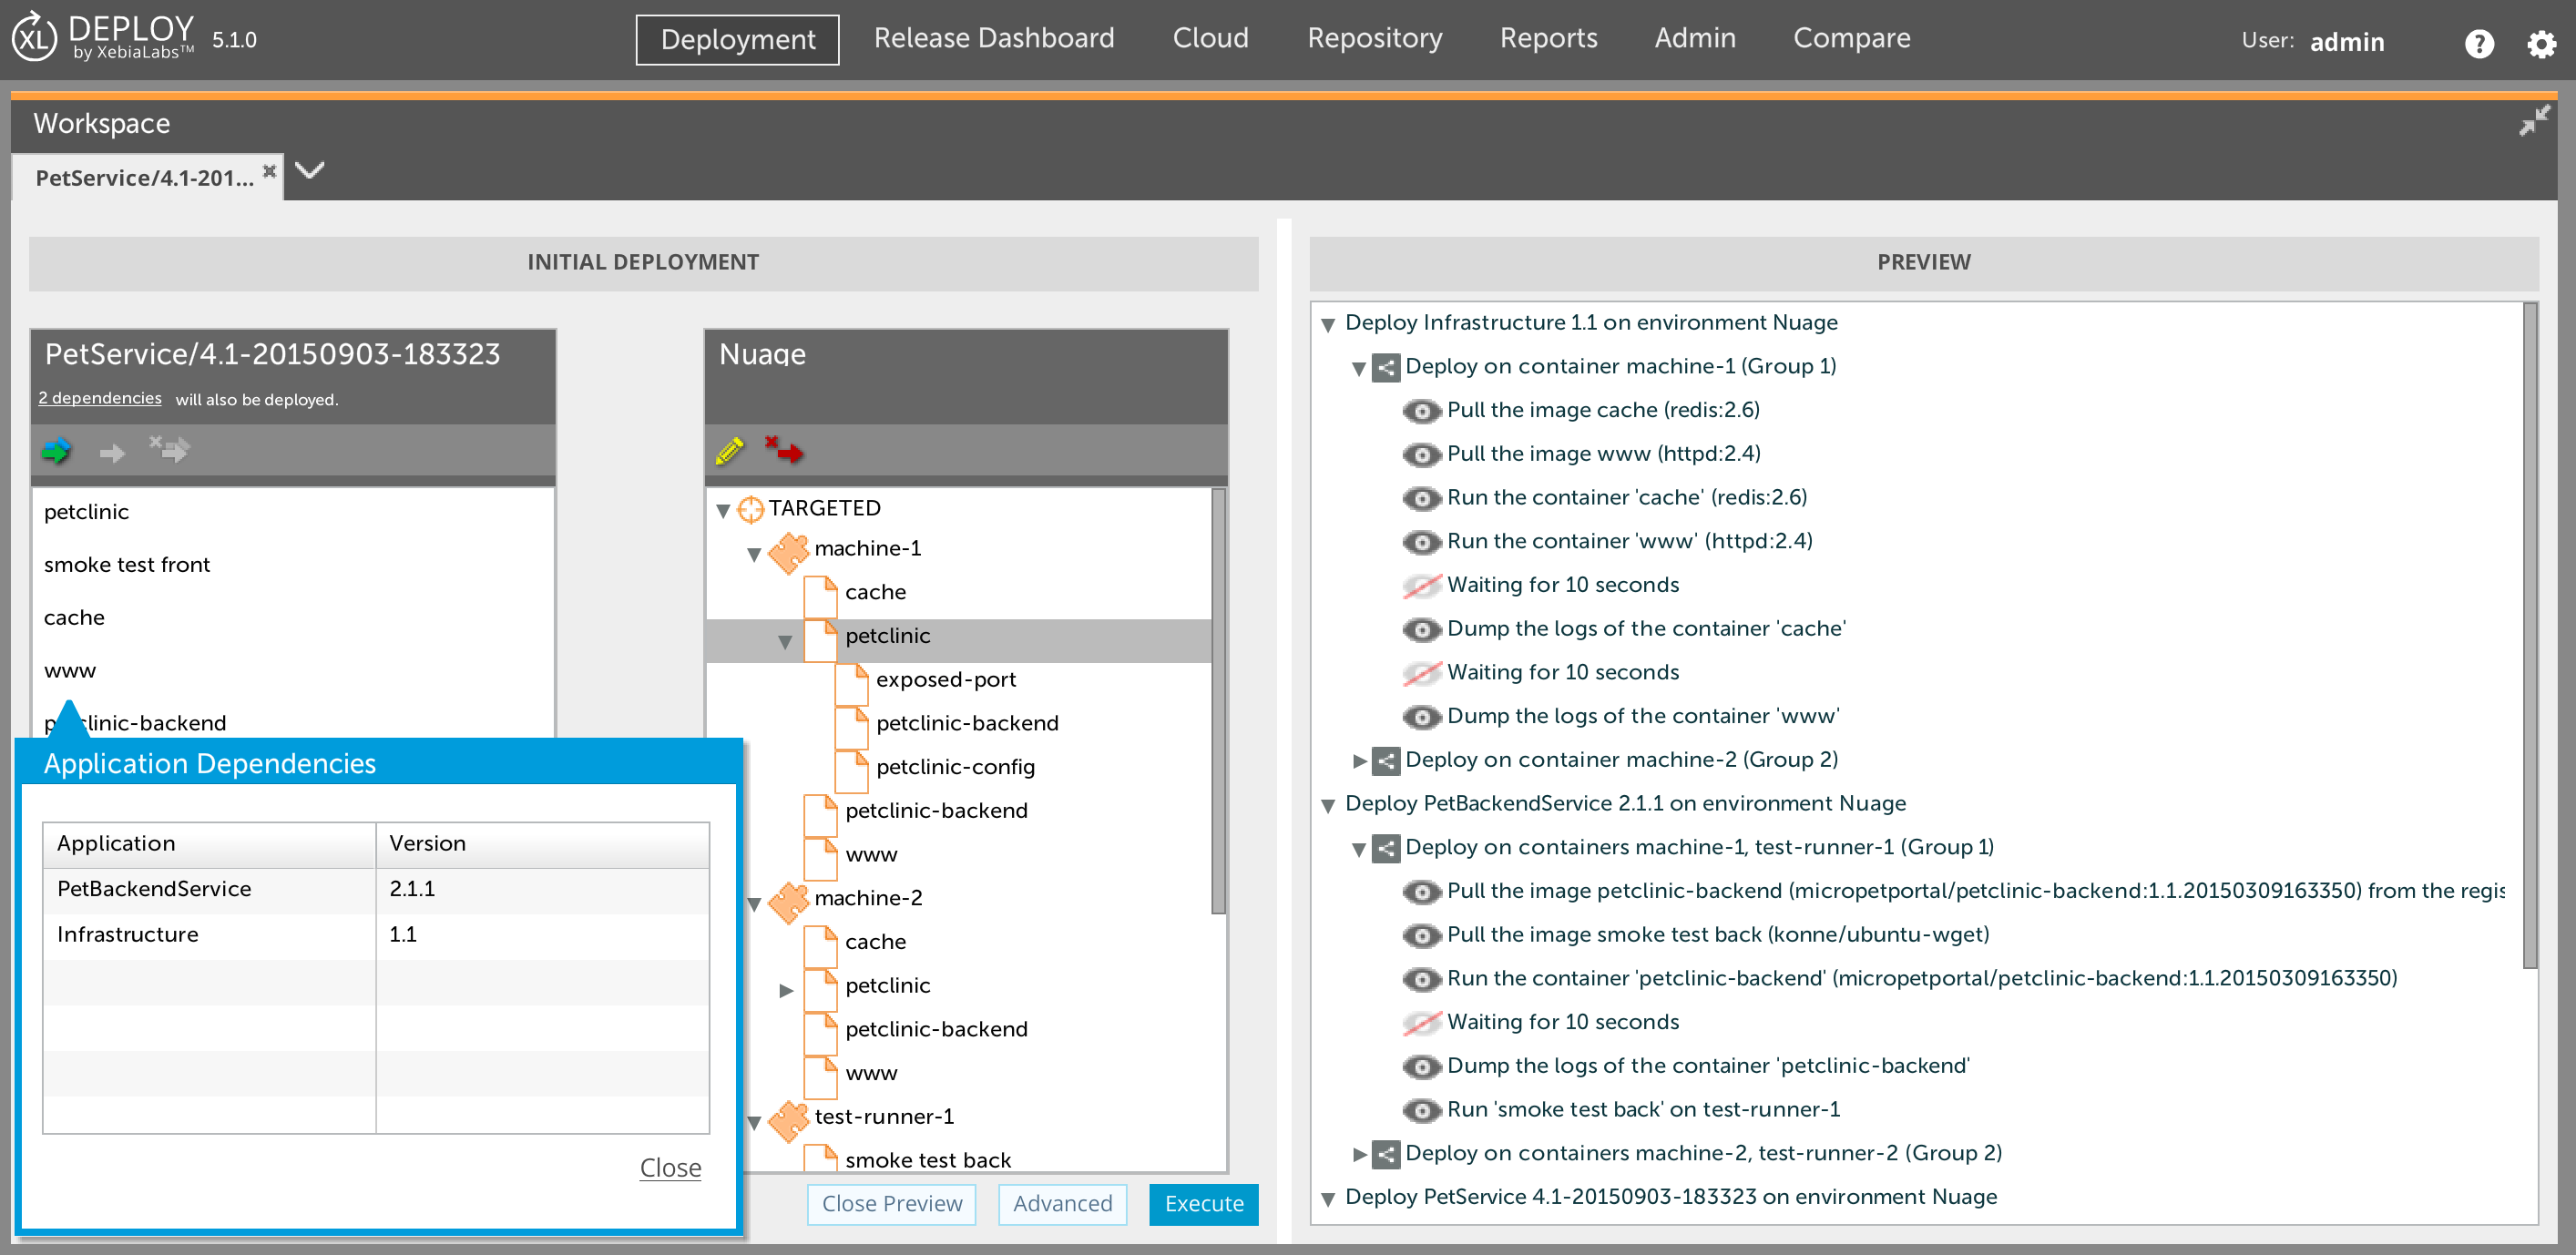 XL DEPLOY by XebiaLabs™ 5.1.0
Deployment Release Dashboard Cloud Repository Reports Admin Compare User: admin ?
Workspace
PetService/4.1-201...
INITIAL DEPLOYMENT
PetService/4.1-20150903-183323
2 dependencies will also be deployed.
petclinic
smoke test front
cache
www
petclinic-backend
Application Dependencies
Application Version
PetBackendService 2.1.1
Infrastructure 1.1
Close
Nuage
TARGETED
machine-1
cache
petclinic
exposed-port
petclinic-backend
petclinic-config
petclinic-backend
www
machine-2
cache
petclinic
petclinic-backend
www
test-runner-1
smoke test back
Close Preview Advanced Execute
PREVIEW
Deploy Infrastructure 1.1 on environment Nuage
Deploy on container machine-1 (Group 1)
Pull the image cache (redis:2.6)
Pull the image www (httpd:2.4)
Run the container 'cache' (redis:2.6)
Run the container 'www' (httpd:2.4)
Waiting for 10 seconds
Dump the logs of the container 'cache'
Waiting for 10 seconds
Dump the logs of the container 'www'
Deploy on container machine-2 (Group 2)
Deploy PetBackendService 2.1.1 on environment Nuage
Deploy on containers machine-1, test-runner-1 (Group 1)
Pull the image petclinic-backend (micropetportal/petclinic-backend:1.1.20150309163350) from the regis
Pull the image smoke test back (konne/ubuntu-wget)
Run the container 'petclinic-backend' (micropetportal/petclinic-backend:1.1.20150309163350)
Waiting for 10 seconds
Dump the logs of the container 'petclinic-backend'
Run 'smoke test back' on test-runner-1
Deploy on containers machine-2, test-runner-2 (Group 2)
Deploy PetService 4.1-20150903-183323 on environment Nuage